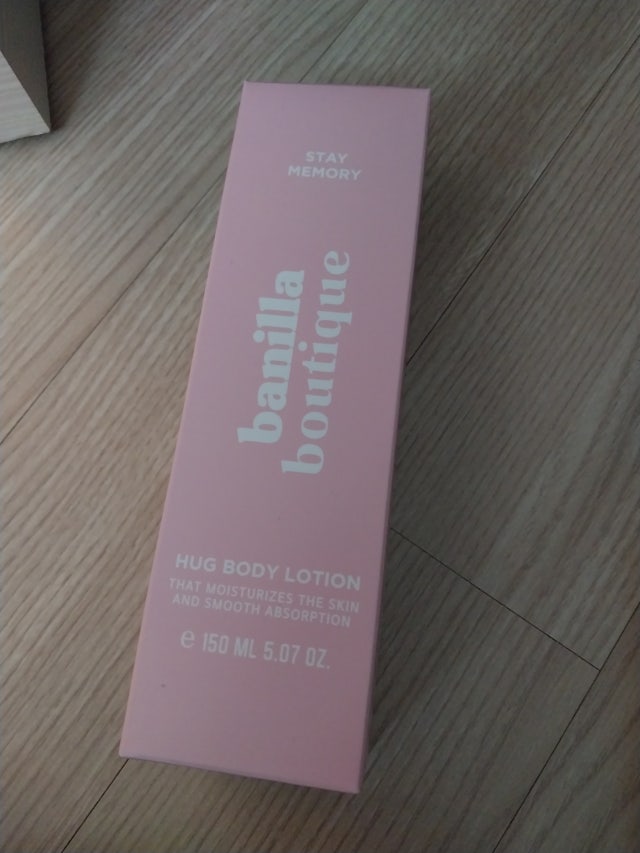 STAY
MEMORY
banilla
boutique
HUG BODY LOTION
THAT MOISTURIZES THE SKIN
AND SMOOTH ABSORPTION
℮ 150 ML 5.07 OZ.